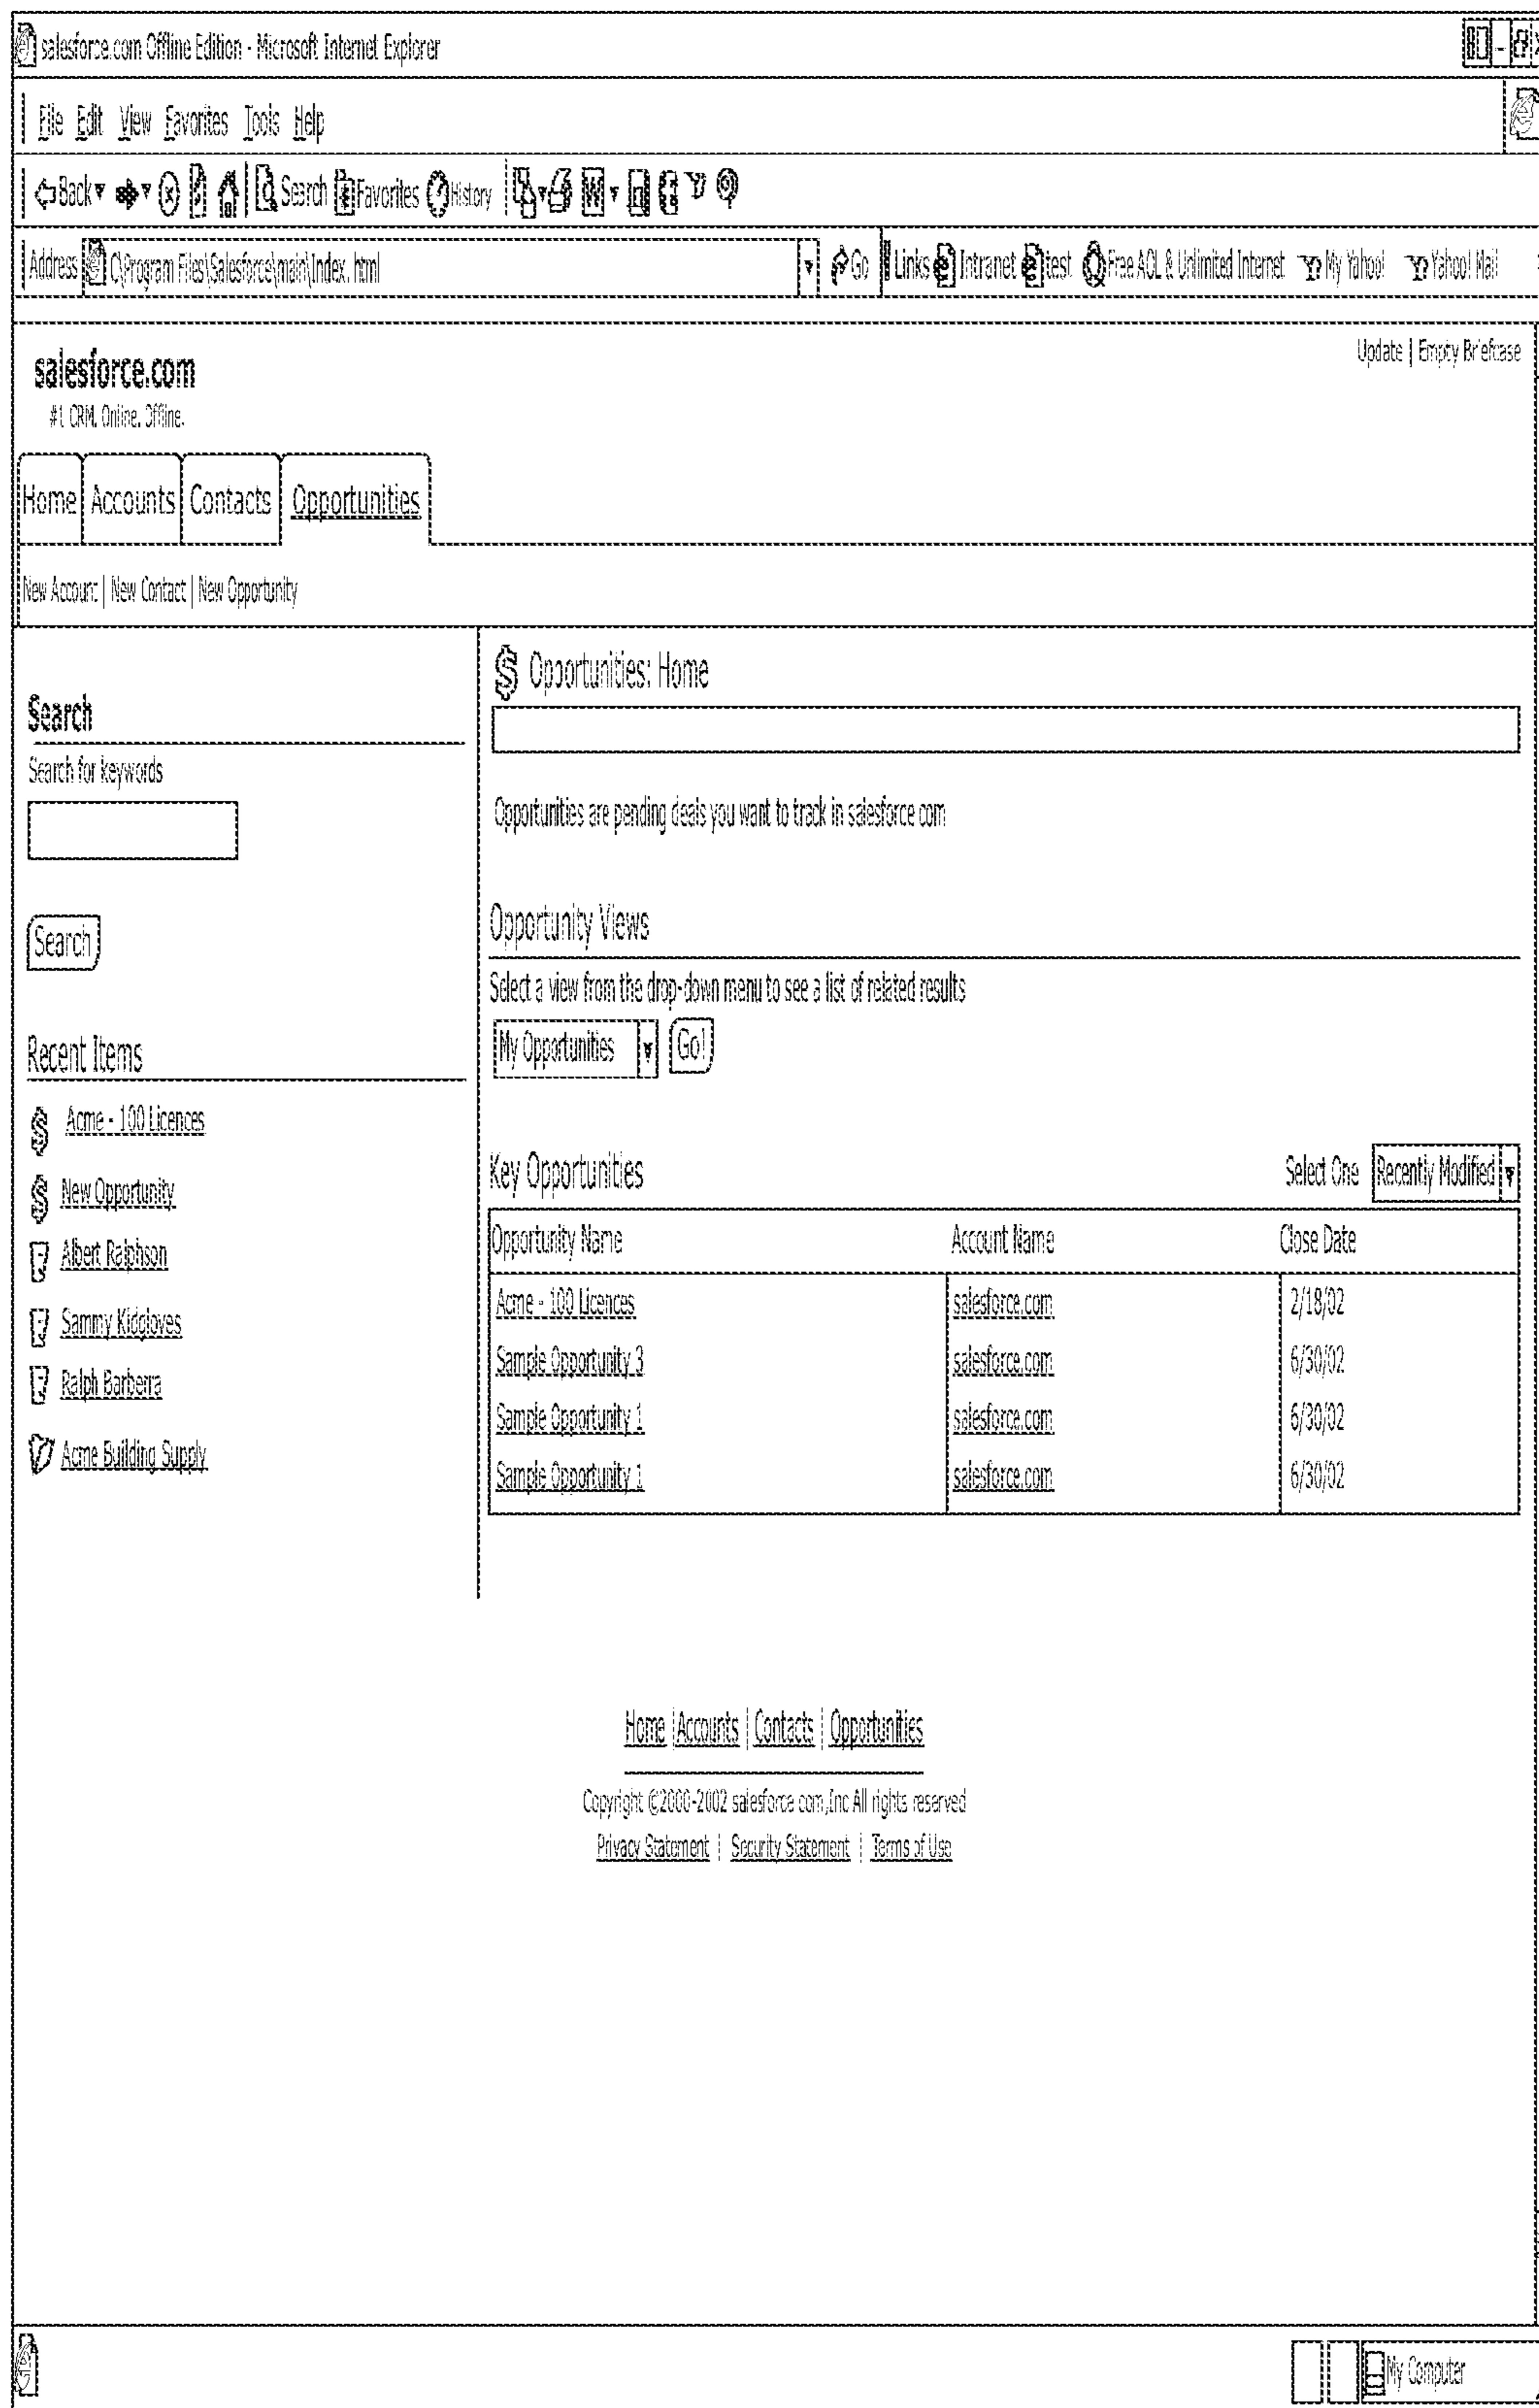 salesforce.com Offline Edition - Microsoft Internet Explorer
File Edit View Favorites Tools Help
Back Search Favorites History W
Address C:\Program Files\Salesforce\main\Index. html Go Links Intranet test Free AOL & Unlimited Internet My Yahoo! Yahoo! Mail
salesforce.com
Update | Empty Briefcase
#1 CRM. Online. Offline.
Home Accounts Contacts Opportunities
New Account | New Contact | New Opportunity
Search
Search for keywords
Search
Recent Items
$ Acme - 100 Licences
$ New Opportunity
Albert Ralphson
Sammy Kidgloves
Ralph Barberra
Acme Building Supply
$ Opportunities: Home
Opportunities are pending deals you want to track in salesforce com
Opportunity Views
Select a view from the drop-down menu to see a list of related results
My Opportunities Go!
Key Opportunities Select One Recently Modified
Opportunity Name Account Name Close Date
Acme - 100 Licences salesforce.com 2/18/02
Sample Opportunity 3 salesforce.com 6/30/02
Sample Opportunity 1 salesforce.com 6/30/02
Sample Opportunity 1 salesforce.com 6/30/02
Home | Accounts | Contacts | Opportunities
Copyright ©2000-2002 salesforce com,Inc All rights reserved
Privacy Statement | Security Statement | Terms of Use
My Computer